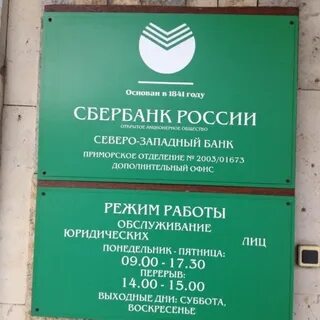 Основан в 1841 году
СБЕРБАНК РОССИИ
ОТКРЫТОЕ АКЦИОНЕРНОЕ ОБЩЕСТВО
СЕВЕРО-ЗАПАДНЫЙ БАНК
ПРИМОРСКОЕ ОТДЕЛЕНИЕ № 2003/01673
ДОПОЛНИТЕЛЬНЫЙ ОФИС
РЕЖИМ РАБОТЫ
ОБСЛУЖИВАНИЕ
ЮРИДИЧЕСКИХ ЛИЦ
ПОНЕДЕЛЬНИК - ПЯТНИЦА:
09.00 - 17.30
ПЕРЕРЫВ:
14.00 - 15.00
ВЫХОДНЫЕ ДНИ: СУББОТА,
ВОСКРЕСЕНЬЕ